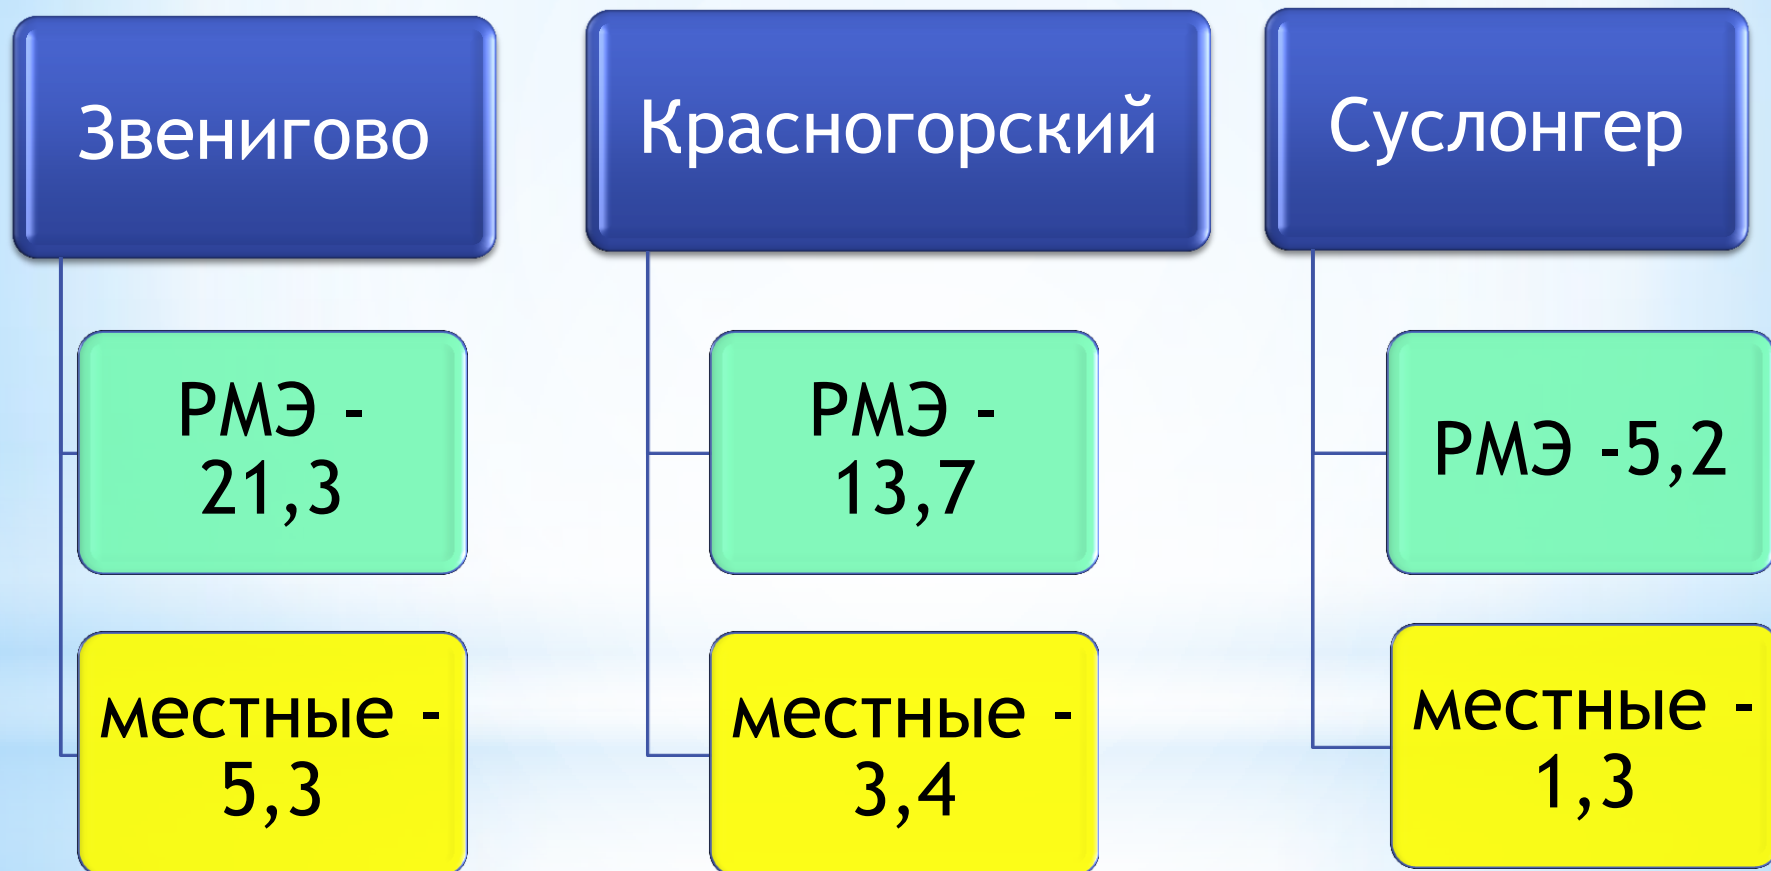 Звенигово
РМЭ -
21,3
местные -
5,3
Красногорский
РМЭ -
13,7
местные -
3,4
Суслонгер
РМЭ -5,2
местные -
1,3